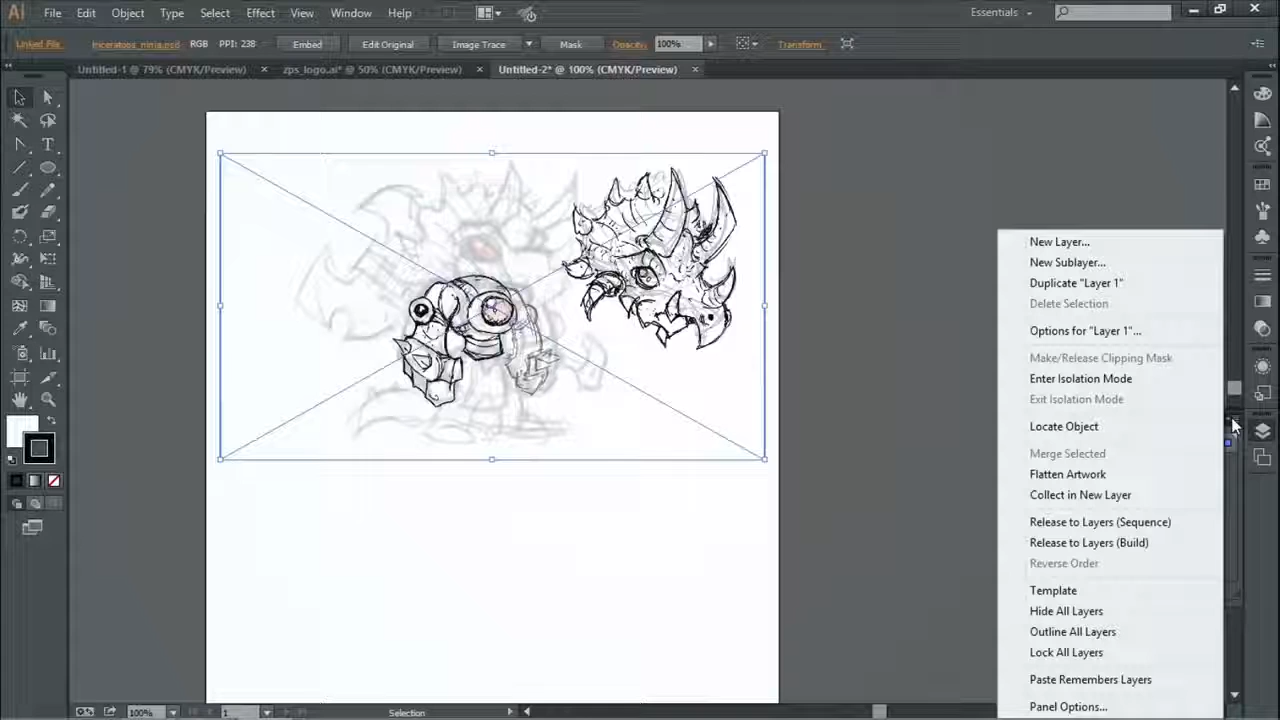 Ai File Edit Object Type Select Effect View Window Help Essentials
Linked File triceratops_ninja.psd RGB PPI: 238 Embed Edit Original Image Trace Mask Opacity: 100% Transform
Untitled-1 @ 79% (CMYK/Preview) × zps_logo.ai* @ 50% (CMYK/Preview) × Untitled-2* @ 100% (CMYK/Preview) ×
New Layer...
New Sublayer...
Duplicate "Layer 1"
Delete Selection
Options for "Layer 1"...
Make/Release Clipping Mask
Enter Isolation Mode
Exit Isolation Mode
Locate Object
Merge Selected
Flatten Artwork
Collect in New Layer
Release to Layers (Sequence)
Release to Layers (Build)
Reverse Order
Template
Hide All Layers
Outline All Layers
Lock All Layers
Paste Remembers Layers
Panel Options...
100% 1 Selection